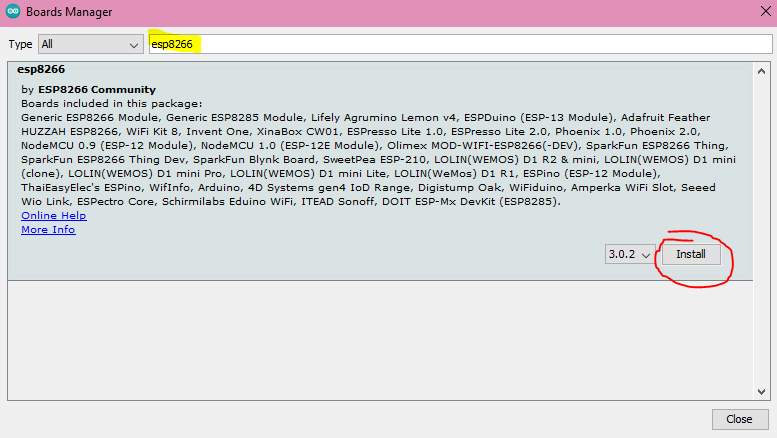 Boards Manager
Type All esp8266
esp8266
by ESP8266 Community
Boards included in this package:
Generic ESP8266 Module, Generic ESP8285 Module, Lifely Agrumino Lemon v4, ESPDuino (ESP-13 Module), Adafruit Feather
HUZZAH ESP8266, WiFi Kit 8, Invent One, XinaBox CW01, ESPresso Lite 1.0, ESPresso Lite 2.0, Phoenix 1.0, Phoenix 2.0,
NodeMCU 0.9 (ESP-12 Module), NodeMCU 1.0 (ESP-12E Module), Olimex MOD-WIFI-ESP8266(-DEV), SparkFun ESP8266 Thing,
SparkFun ESP8266 Thing Dev, SparkFun Blynk Board, SweetPea ESP-210, LOLIN(WEMOS) D1 R2 & mini, LOLIN(WEMOS) D1 mini
(clone), LOLIN(WEMOS) D1 mini Pro, LOLIN(WEMOS) D1 mini Lite, LOLIN(WeMos) D1 R1, ESPino (ESP-12 Module),
ThaiEasyElec's ESPino, WifInfo, Arduino, 4D Systems gen4 IoD Range, Digistump Oak, WiFiduino, Amperka WiFi Slot, Seeed
Wio Link, ESPectro Core, Schirmilabs Eduino WiFi, ITEAD Sonoff, DOIT ESP-Mx DevKit (ESP8285).
Online Help
More Info
3.0.2 Install
Close